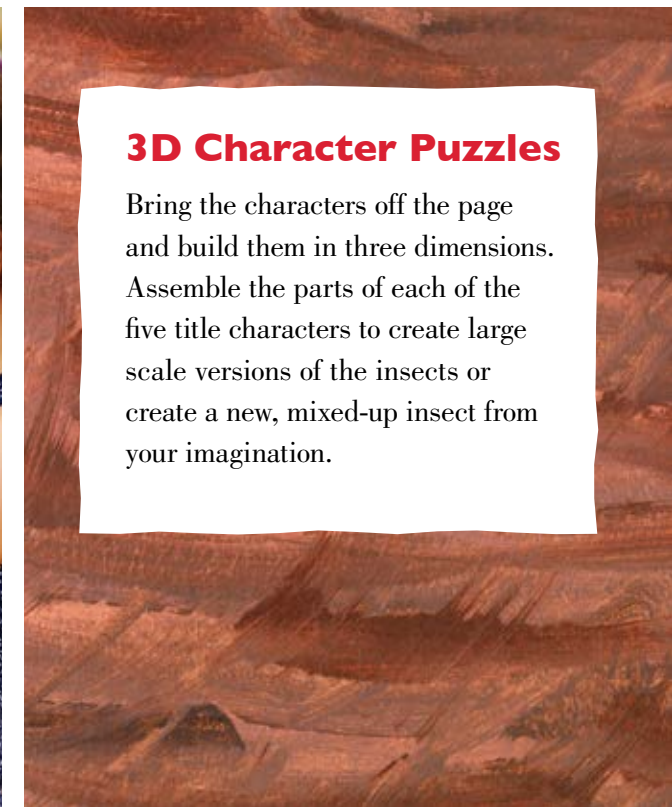 3D Character Puzzles
Bring the characters off the page
and build them in three dimensions.
Assemble the parts of each of the
five title characters to create large
scale versions of the insects or
create a new, mixed-up insect from
your imagination.